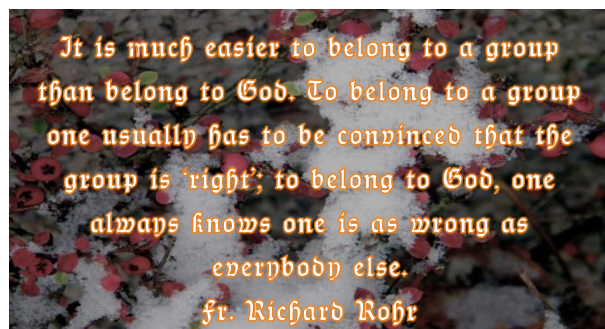 It is much easier to belong to a group
than belong to God. To belong to a group
one usually has to be convinced that the
group is ‘right’; to belong to God, one
always knows one is as wrong as
everybody else.
Fr. Richard Rohr